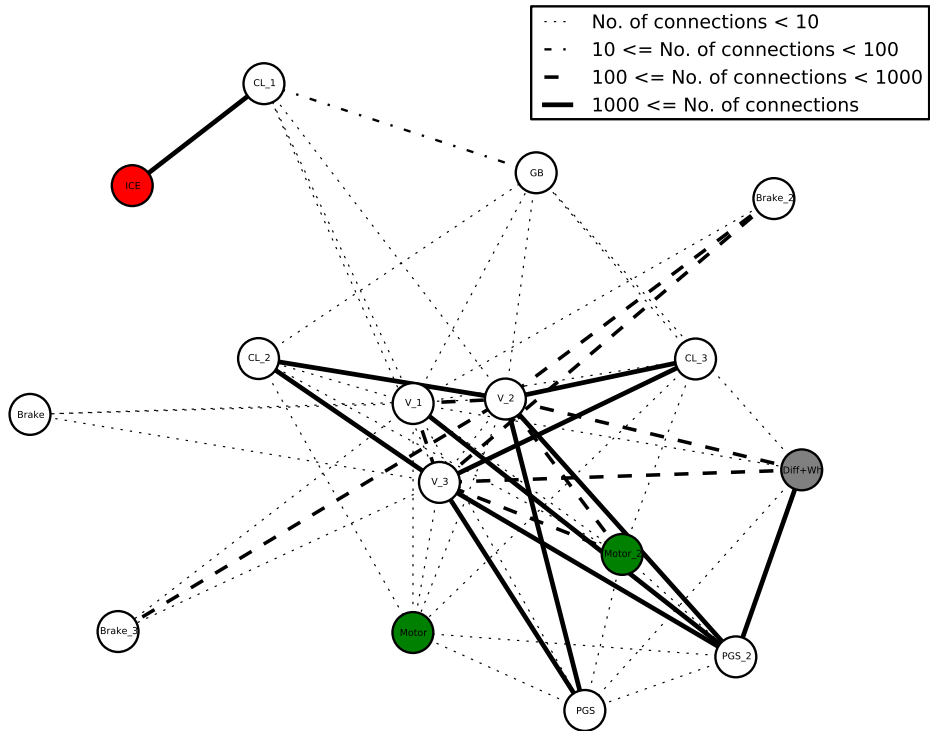 No. of connections < 10
10 <= No. of connections < 100
100 <= No. of connections < 1000
1000 <= No. of connections
CL_1
ICE
GB
Brake_2
CL_2
CL_3
V_1
V_2
Brake
V_3
Diff+Wh
Motor_2
Brake_3
Motor
PGS_2
PGS